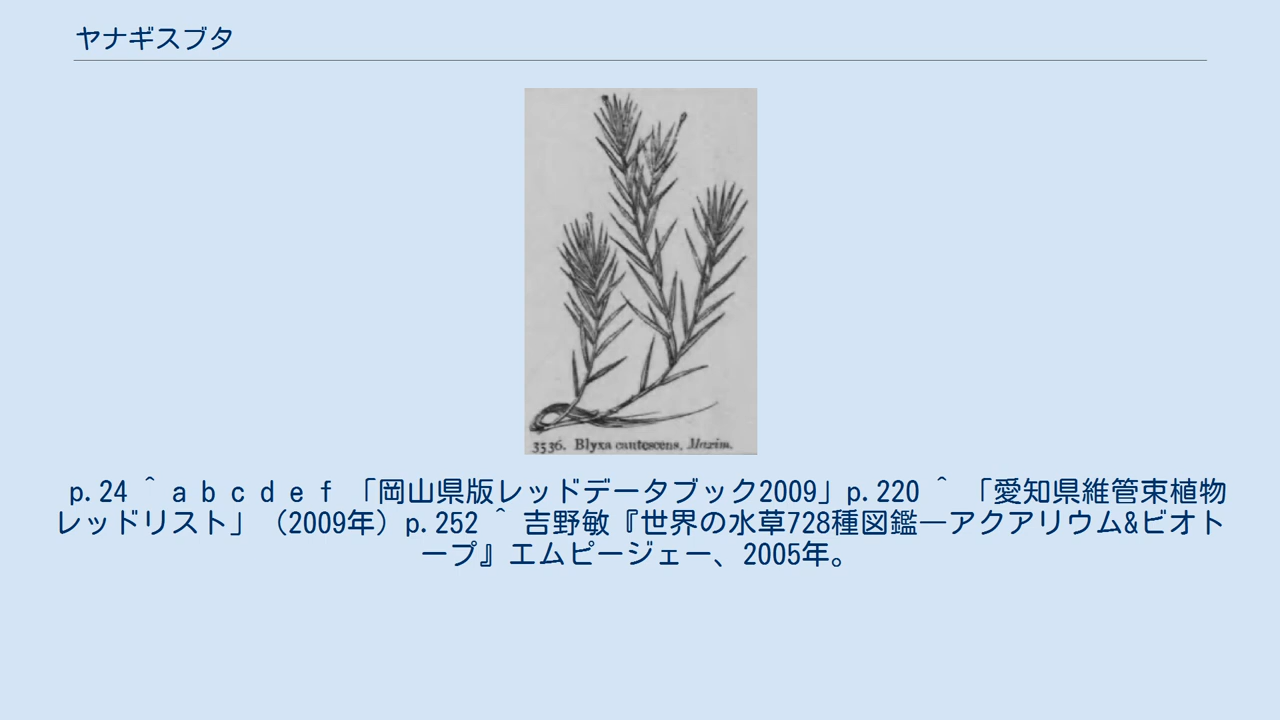 ヤナギスブタ
3536. Blyxa cautescens, Maxim.
p.24 ^ a b c d e f 「岡山県版レッドデータブック2009」p.220 ^ 「愛知県維管束植物
レッドリスト」（2009年）p.252 ^ 吉野敏『世界の水草728種図鑑―アクアリウム&ビオト
ープ』エムピージェー、2005年。